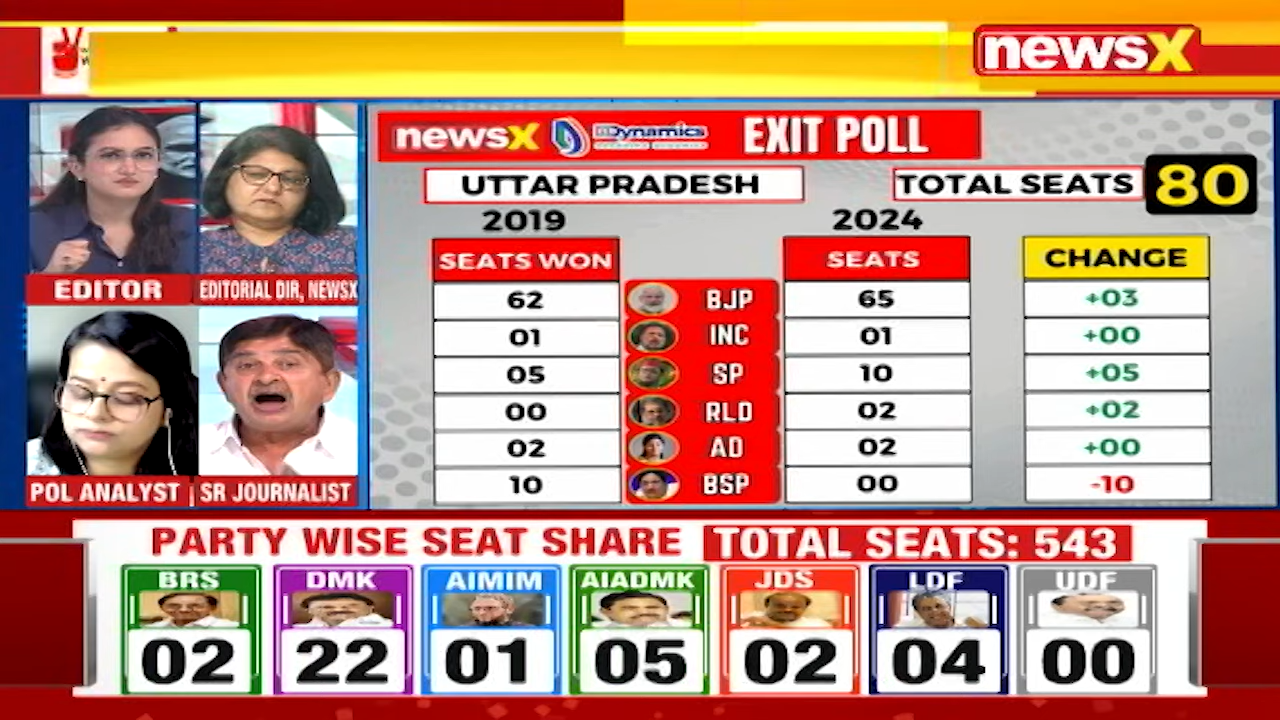 newsX
newsX Dynamics EXIT POLL
UTTAR PRADESH TOTAL SEATS 80
2019 2024
SEATS WON SEATS CHANGE
62 BJP 65 +03
01 INC 01 +00
05 SP 10 +05
00 RLD 02 +02
02 AD 02 +00
10 BSP 00 -10
EDITOR EDITORIAL DIR, NEWSX
POL ANALYST SR JOURNALIST
PARTY WISE SEAT SHARE TOTAL SEATS: 543
BRS DMK AIMIM AIADMK JDS LDF UDF
02 22 01 05 02 04 00